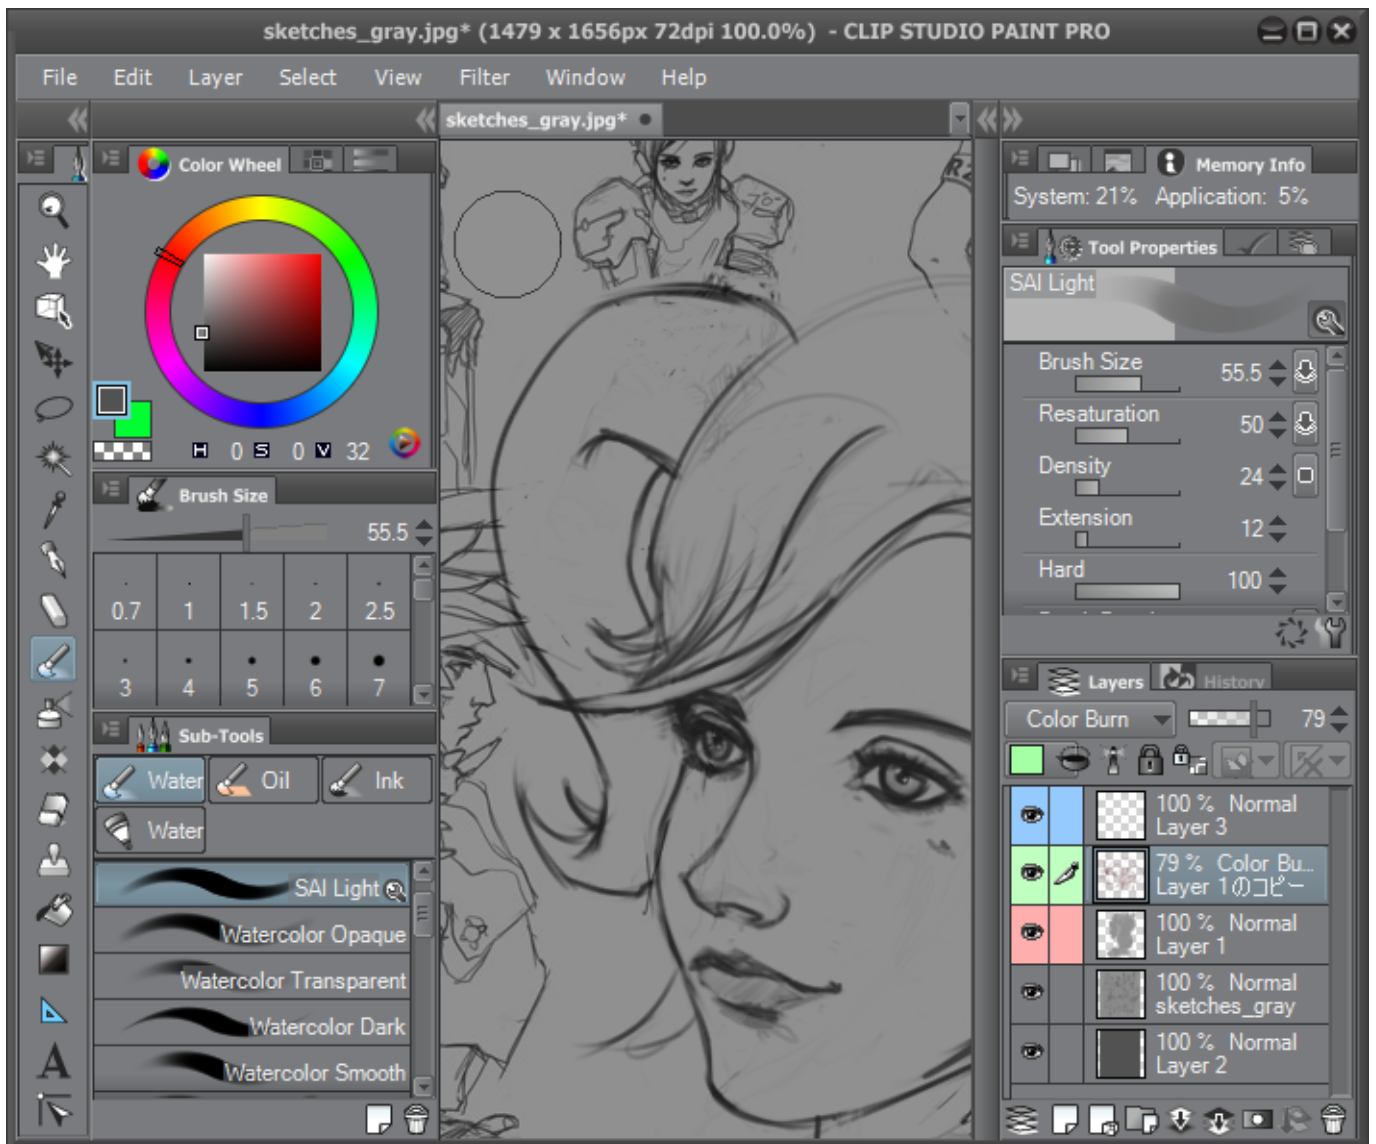 sketches_gray.jpg* (1479 x 1656px 72dpi 100.0%) - CLIP STUDIO PAINT PRO
File Edit Layer Select View Filter Window Help
sketches_gray.jpg*
Color Wheel
H 0 S 0 V 32
Brush Size
55.5
0.7 1 1.5 2 2.5
3 4 5 6 7
Sub-Tools
Water Oil Ink
Water
SAI Light
Watercolor Opaque
Watercolor Transparent
Watercolor Dark
Watercolor Smooth
Memory Info
System: 21% Application: 5%
Tool Properties
SAI Light
Brush Size 55.5
Resaturation 50
Density 24
Extension 12
Hard 100
Layers History
Color Burn 79
100 % Normal
Layer 3
79 % Color Bu...
Layer 1のコピー
100 % Normal
Layer 1
100 % Normal
sketches_gray
100 % Normal
Layer 2